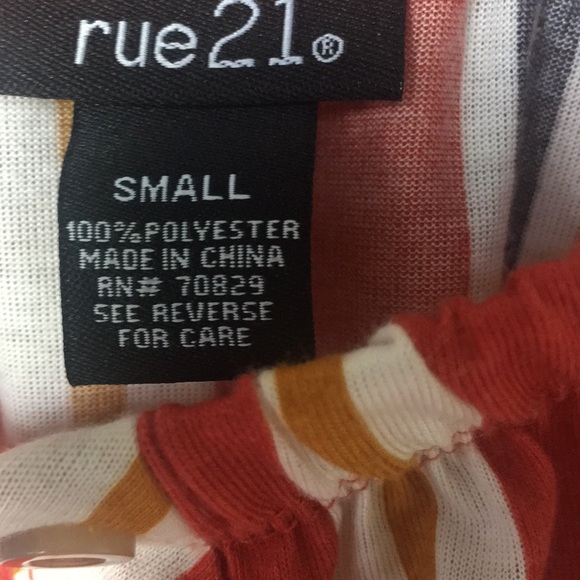 rue21®
SMALL
100% POLYESTER
MADE IN CHINA
RN# 70829
SEE REVERSE
FOR CARE